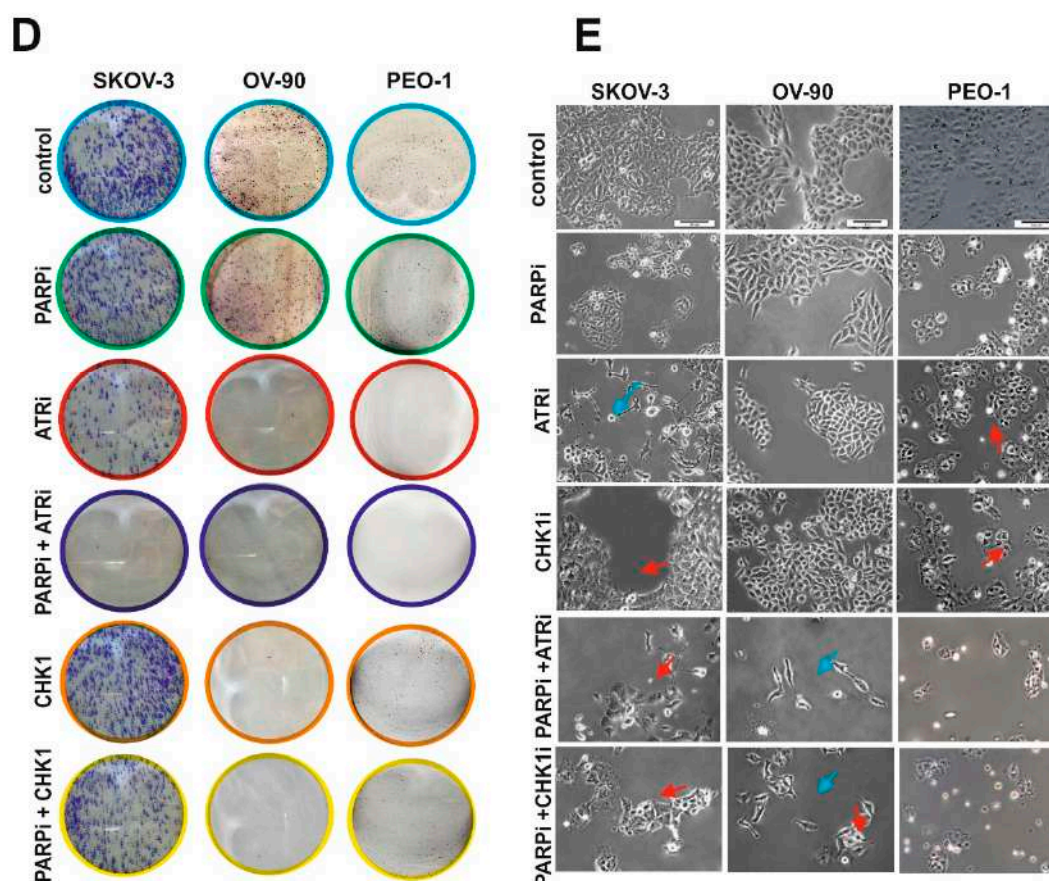 D
SKOV-3 OV-90 PEO-1
control
PARPi
ATRi
PARPi + ATRi
CHK1
PARPi + CHK1
E
SKOV-3 OV-90 PEO-1
control
PARPi
ATRi
CHK1i
PARPi +ATRi
PARPi +CHK1i